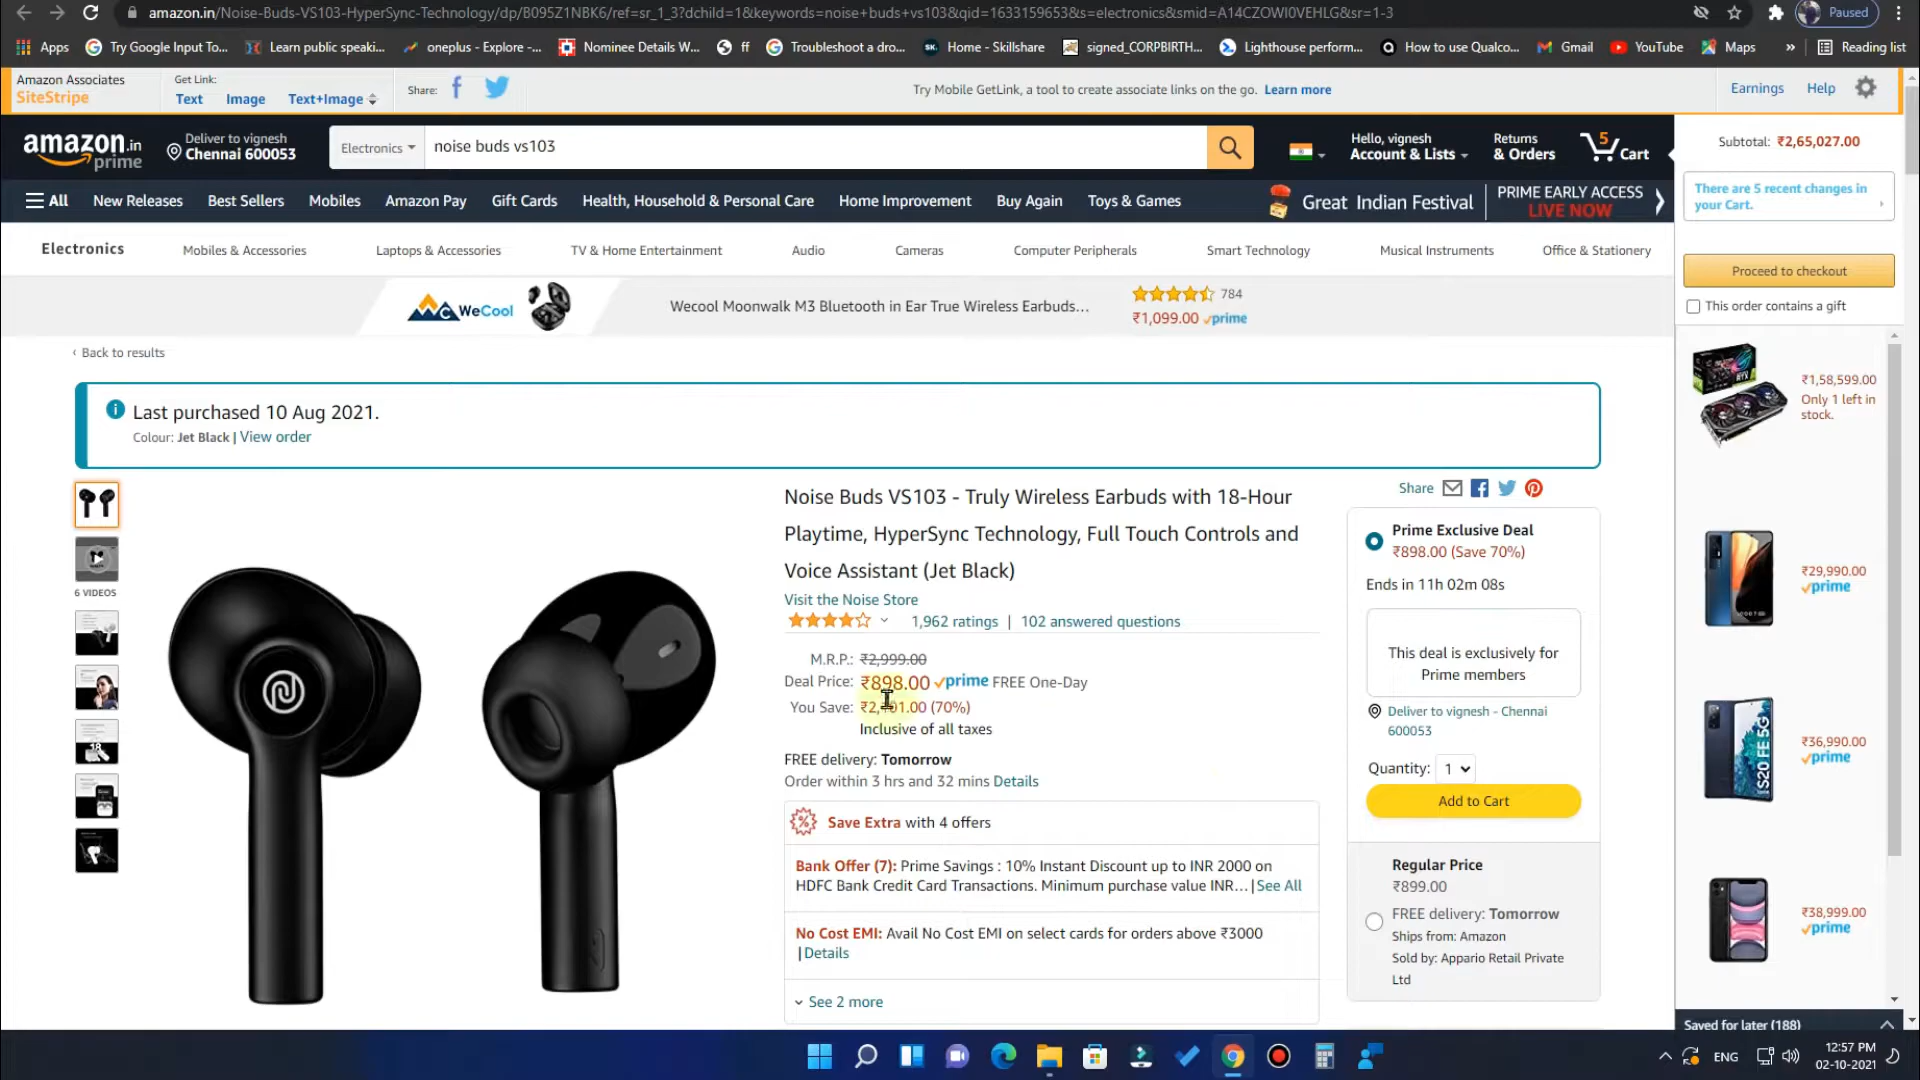 amazon.in/Noise-Buds-VS103-HyperSync-Technology/dp/B095Z1NBK6/ref=sr_1_3?dchild=1&keywords=noise+buds+vs103&qid=1633159653&s=electronics&smid=A14CZOWI0VEHLG&sr=1-3
Paused
Apps
Try Google Input To...
Learn public speaki...
oneplus - Explore -...
Nominee Details W...
ff
Troubleshoot a dro...
SK.
Home - Skillshare
signed_CORPBIRTH...
Lighthouse perform...
How to use Qualco...
Gmail
YouTube
Maps
»
Reading list
Amazon Associates
SiteStripe
Get Link:
Text
Image
Text+Image
Share:
Try Mobile GetLink, a tool to create associate links on the go. Learn more
Earnings
Help
amazon.in
prime
Deliver to vignesh
Chennai 600053
Electronics
noise buds vs103
Hello, vignesh
Account & Lists
Returns
& Orders
5
Cart
Subtotal: ₹2,65,027.00
There are 5 recent changes in
your Cart.
Proceed to checkout
This order contains a gift
All
New Releases
Best Sellers
Mobiles
Amazon Pay
Gift Cards
Health, Household & Personal Care
Home Improvement
Buy Again
Toys & Games
Great Indian Festival
PRIME EARLY ACCESS
LIVE NOW
Electronics
Mobiles & Accessories
Laptops & Accessories
TV & Home Entertainment
Audio
Cameras
Computer Peripherals
Smart Technology
Musical Instruments
Office & Stationery
WeCool
Wecool Moonwalk M3 Bluetooth in Ear True Wireless Earbuds...
784
₹1,099.00 prime
‹ Back to results
Last purchased 10 Aug 2021.
Colour: Jet Black | View order
6 VIDEOS
18
Noise Buds VS103 - Truly Wireless Earbuds with 18-Hour
Playtime, HyperSync Technology, Full Touch Controls and
Voice Assistant (Jet Black)
Visit the Noise Store
1,962 ratings | 102 answered questions
M.R.P.: ₹2,999.00
Deal Price: ₹898.00 prime FREE One-Day
You Save: ₹2,101.00 (70%)
Inclusive of all taxes
FREE delivery: Tomorrow
Order within 3 hrs and 32 mins Details
Save Extra with 4 offers
Bank Offer (7): Prime Savings : 10% Instant Discount up to INR 2000 on
HDFC Bank Credit Card Transactions. Minimum purchase value INR... | See All
No Cost EMI: Avail No Cost EMI on select cards for orders above ₹3000
| Details
See 2 more
Share
Prime Exclusive Deal
₹898.00 (Save 70%)
Ends in 11h 02m 08s
This deal is exclusively for
Prime members
Deliver to vignesh - Chennai
600053
Quantity: 1
Add to Cart
Regular Price
₹899.00
FREE delivery: Tomorrow
Ships from: Amazon
Sold by: Appario Retail Private
Ltd
₹1,58,599.00
Only 1 left in
stock.
₹29,990.00
prime
S20 FE 5G
₹36,990.00
prime
₹38,999.00
prime
Saved for later (188)
ENG
12:57 PM
02-10-2021